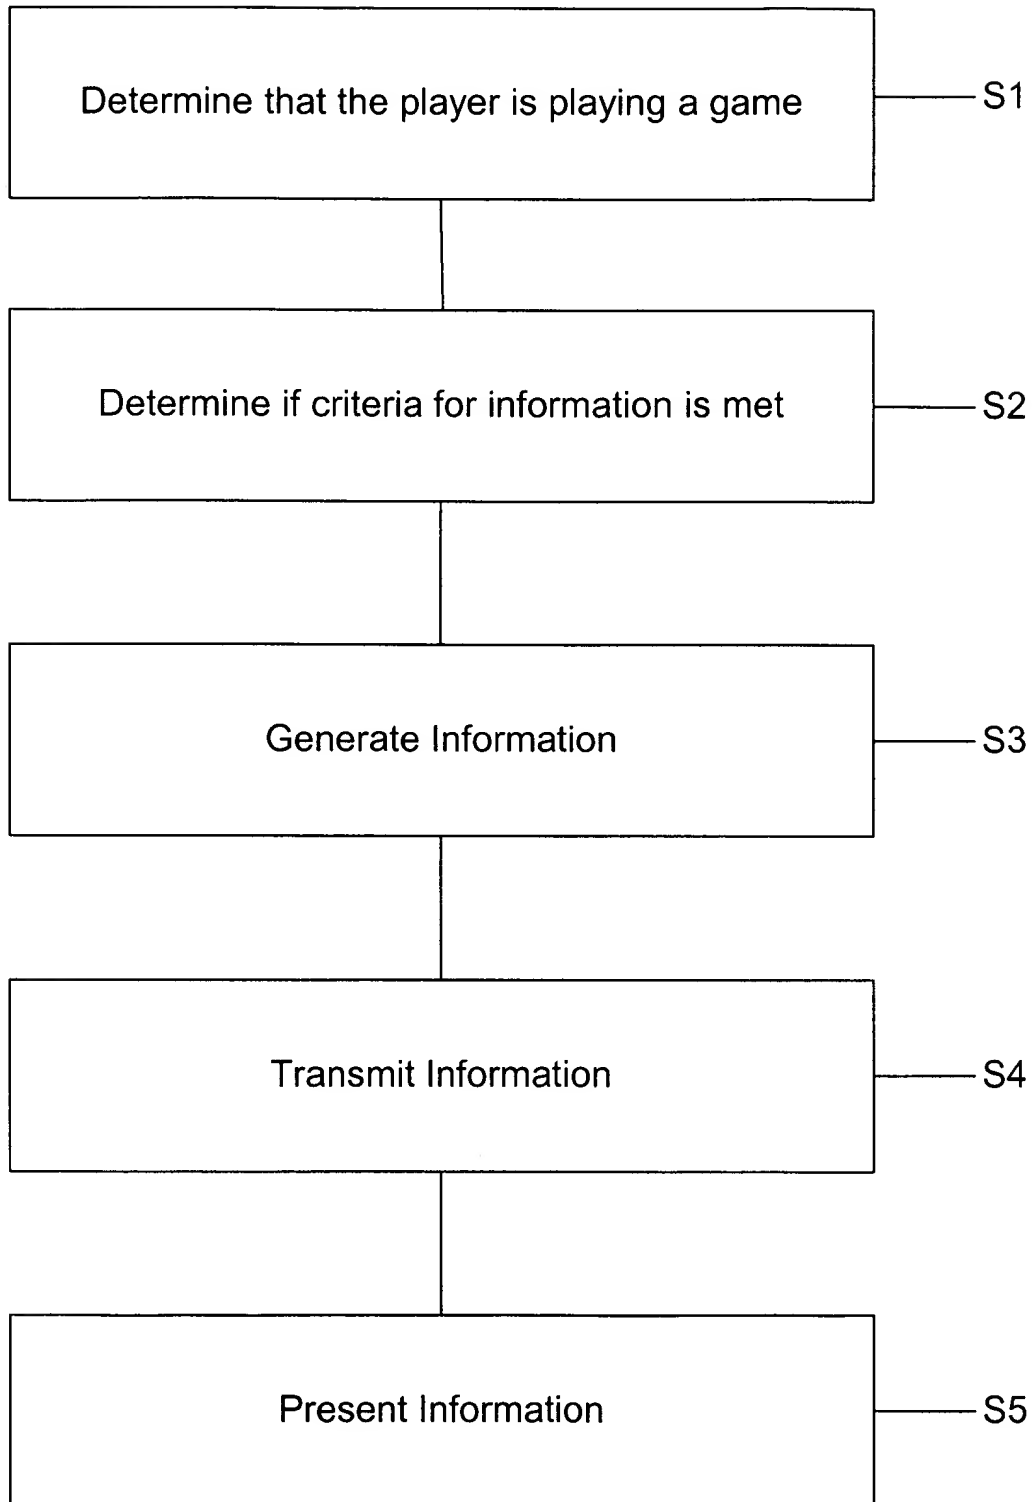 Determine that the player is playing a game
S1
Determine if criteria for information is met
S2
Generate Information
S3
Transmit Information
S4
Present Information
S5